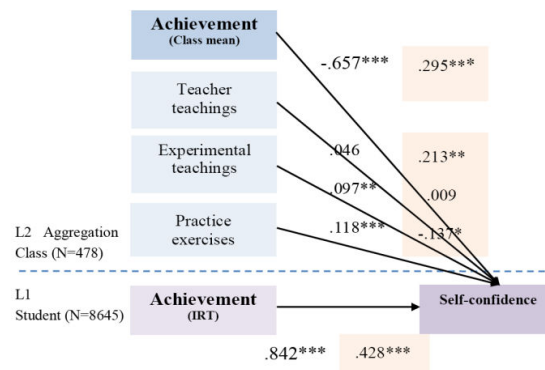 Achievement
(Class mean)
-.657***
.295***
Teacher
teachings
.046
.213**
Experimental
teachings
.097**
.009
Practice
exercises
.118***
-.137*
L2 Aggregation
Class (N=478)
L1
Student (N=8645)
Achievement
(IRT)
Self-confidence
.842***
.428***